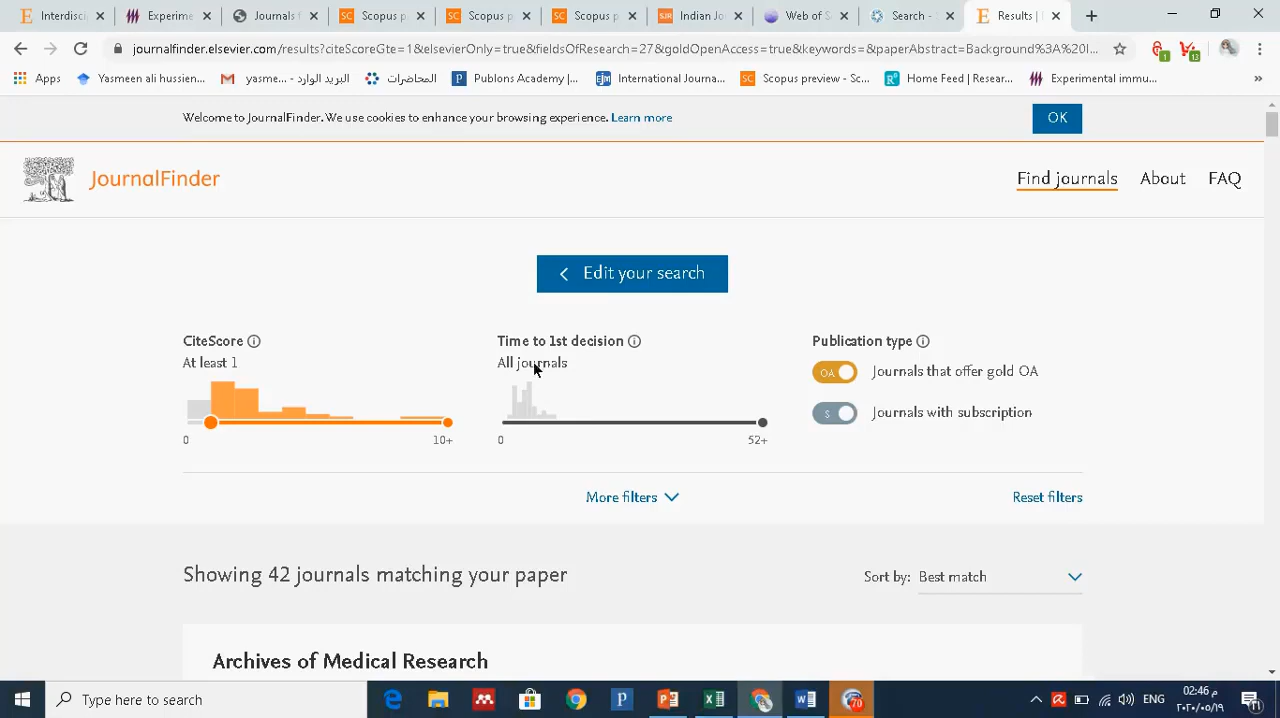 Interdisci
Experimen
Journals f
Scopus p
Scopus p
Scopus p
Indian Jo
Web of S
Search -
Results |
journalfinder.elsevier.com/results?citeScoreGte=1&elsevierOnly=true&fieldsOfResearch=27&goldOpenAccess=true&keywords=&paperAbstract=Background%3A%20I...
Apps
Yasmeen ali hussien...
yasme... - البريد الوارد
المحاضرات
Publons Academy |...
International Journa...
Scopus preview - Sc...
Home Feed | Resear...
Experimental immu...
»
Welcome to JournalFinder. We use cookies to enhance your browsing experience. Learn more
OK
JournalFinder
Find journals
About
FAQ
Edit your search
CiteScore
At least 1
0
10+
Time to 1st decision
All journals
0
52+
Publication type
OA
Journals that offer gold OA
$
Journals with subscription
More filters
Reset filters
Showing 42 journals matching your paper
Sort by: Best match
Archives of Medical Research
Type here to search
70
ENG
02:46 م
٢٠٢٠/٠٥/١٩